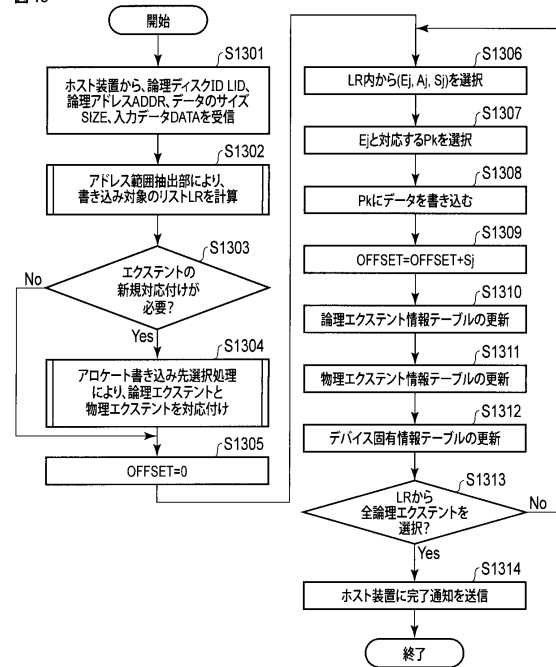 開始
S1301
ホスト装置から、論理ディスクID LID、
論理アドレスADDR、データのサイズ
SIZE、入力データDATAを受信
S1302
アドレス範囲抽出部により、
書き込み対象のリストLRを計算
S1303
エクステントの
新規対応付けが
必要?
No
Yes
S1304
アロケート書き込み先選択処理
により、論理エクステントと
物理エクステントを対応付け
S1305
OFFSET=0
S1306
LR内から(Ej, Aj, Sj)を選択
S1307
Ejと対応するPkを選択
S1308
Pkにデータを書き込む
S1309
OFFSET=OFFSET+Sj
S1310
論理エクステント情報テーブルの更新
S1311
物理エクステント情報テーブルの更新
S1312
デバイス固有情報テーブルの更新
S1313
LRから
全論理エクステントを
選択?
No
Yes
S1314
ホスト装置に完了通知を送信
終了